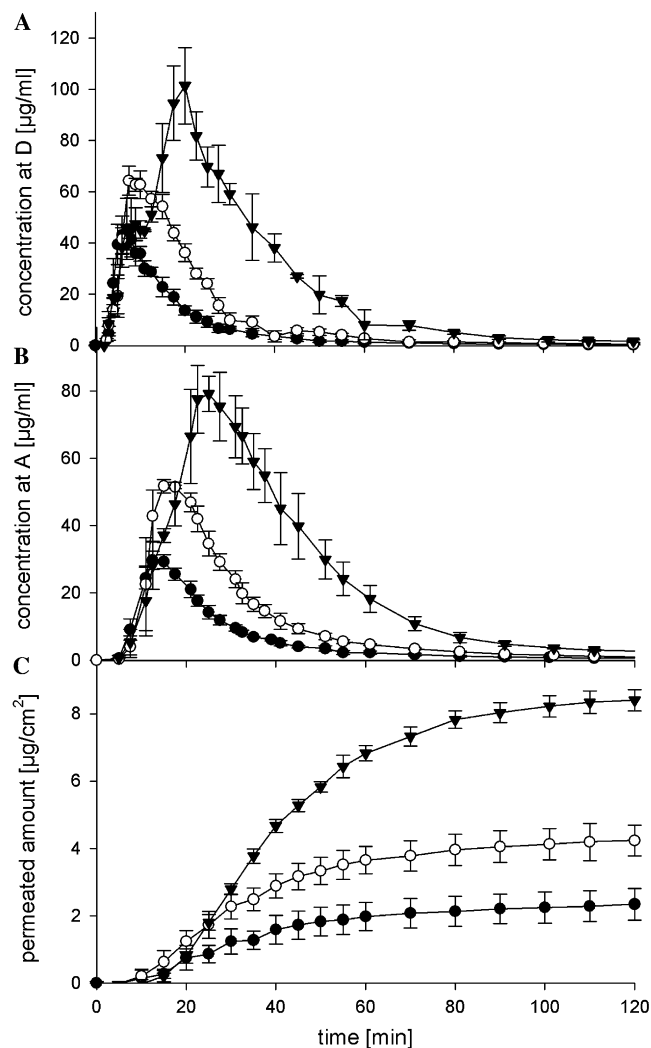 A
concentration at D [µg/ml]
120
100
80
60
40
20
0
B
concentration at A [µg/ml]
80
60
40
20
0
C
permeated amount [µg/cm²]
8
6
4
2
0
0 20 40 60 80 100 120
time [min]